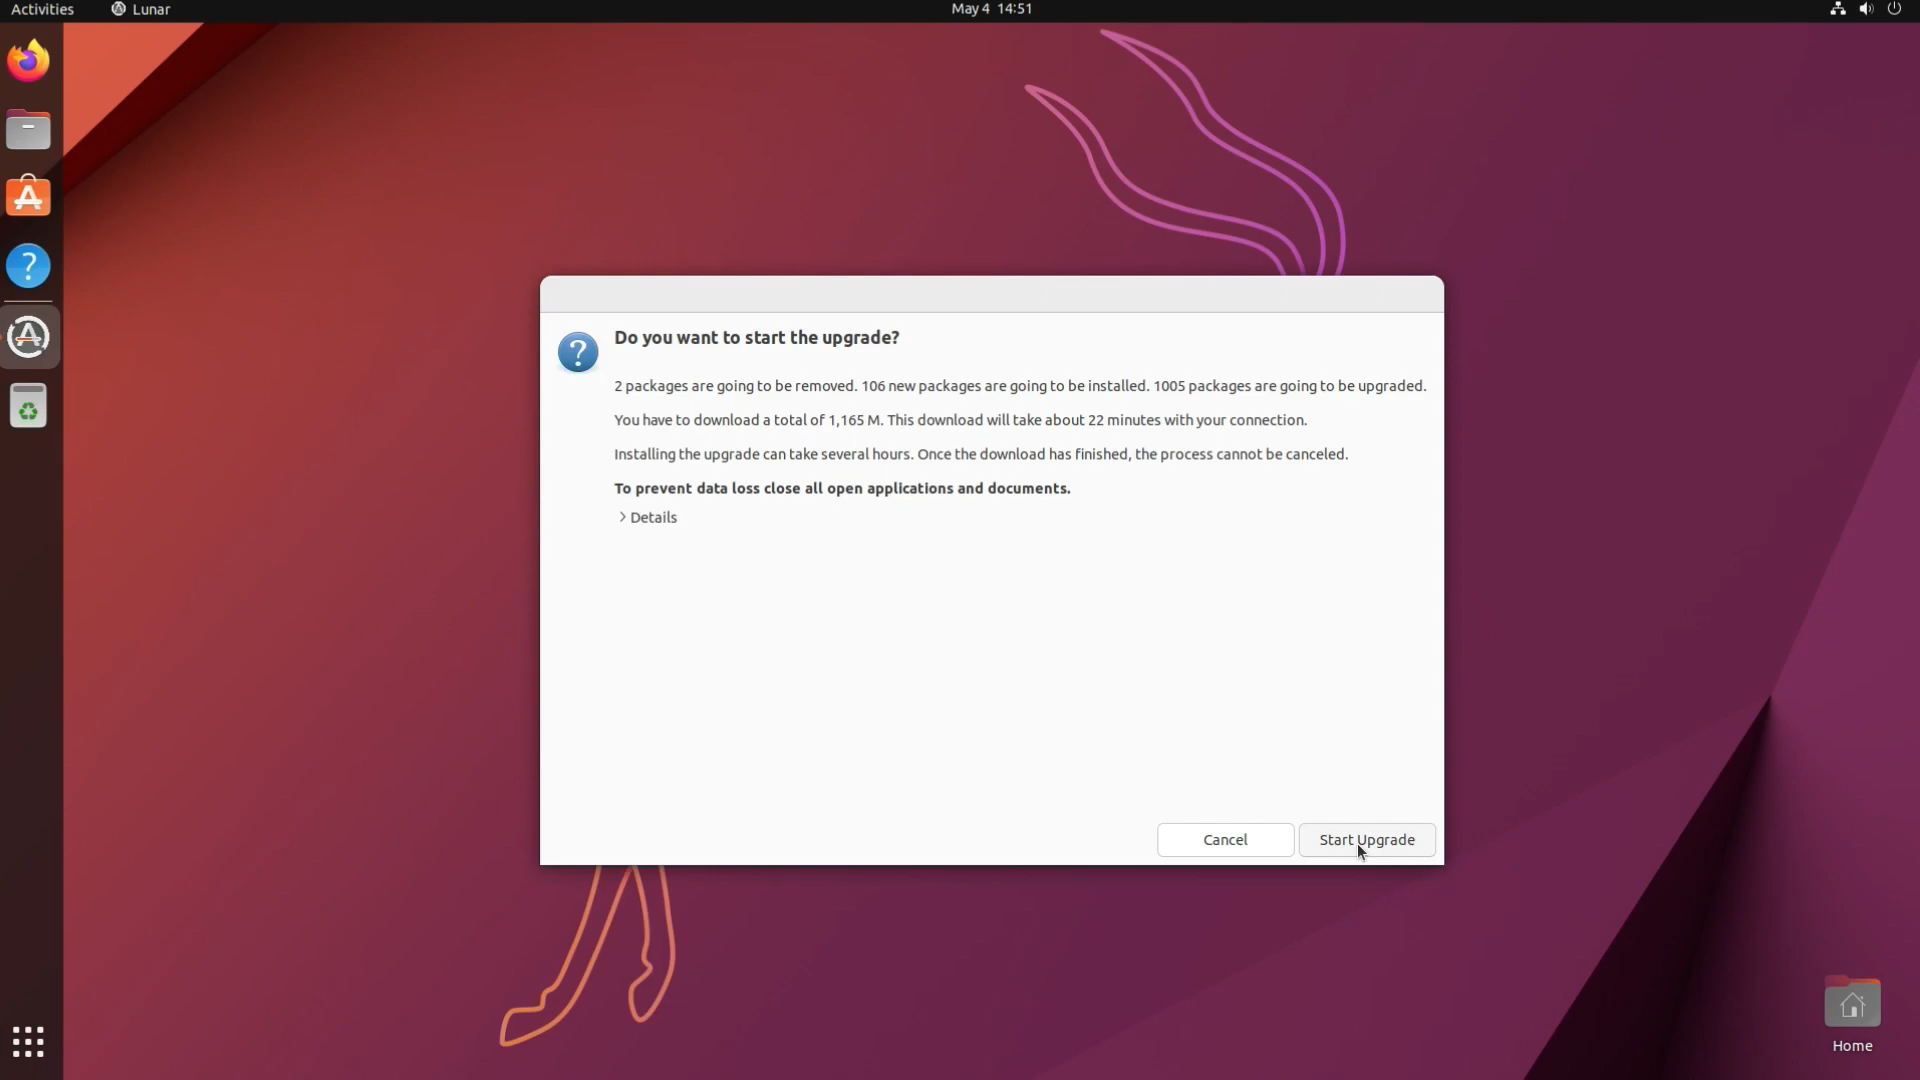 Activities
Lunar
May 4 14:51
Do you want to start the upgrade?
2 packages are going to be removed. 106 new packages are going to be installed. 1005 packages are going to be upgraded.
You have to download a total of 1,165 M. This download will take about 22 minutes with your connection.
Installing the upgrade can take several hours. Once the download has finished, the process cannot be canceled.
To prevent data loss close all open applications and documents.
Details
Cancel
Start Upgrade
Home